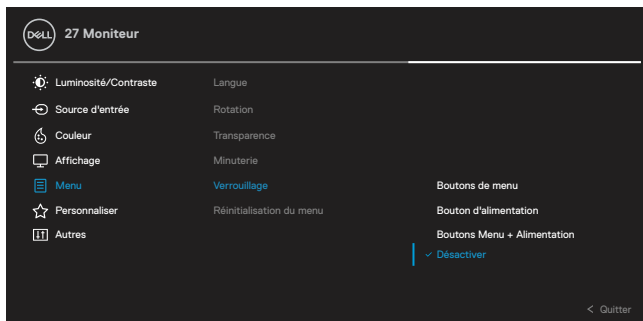 DELL 27 Moniteur
Luminosité/Contraste Langue
Source d'entrée Rotation
Couleur Transparence
Affichage Minuterie
Menu Verrouillage Boutons de menu
Personnaliser Réinitialisation du menu Bouton d'alimentation
Autres Boutons Menu + Alimentation
✓ Désactiver
< Quitter